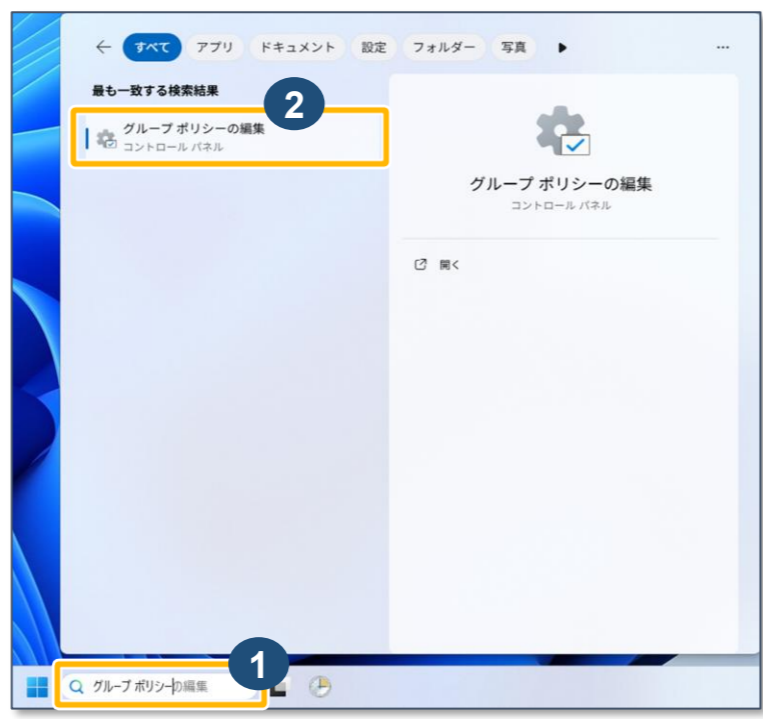 すべて アプリ ドキュメント 設定 フォルダー 写真 ...
最も一致する検索結果
2
グループ ポリシーの編集
コントロール パネル
グループ ポリシーの編集
コントロール パネル
開く
1
グループ ポリシーの編集